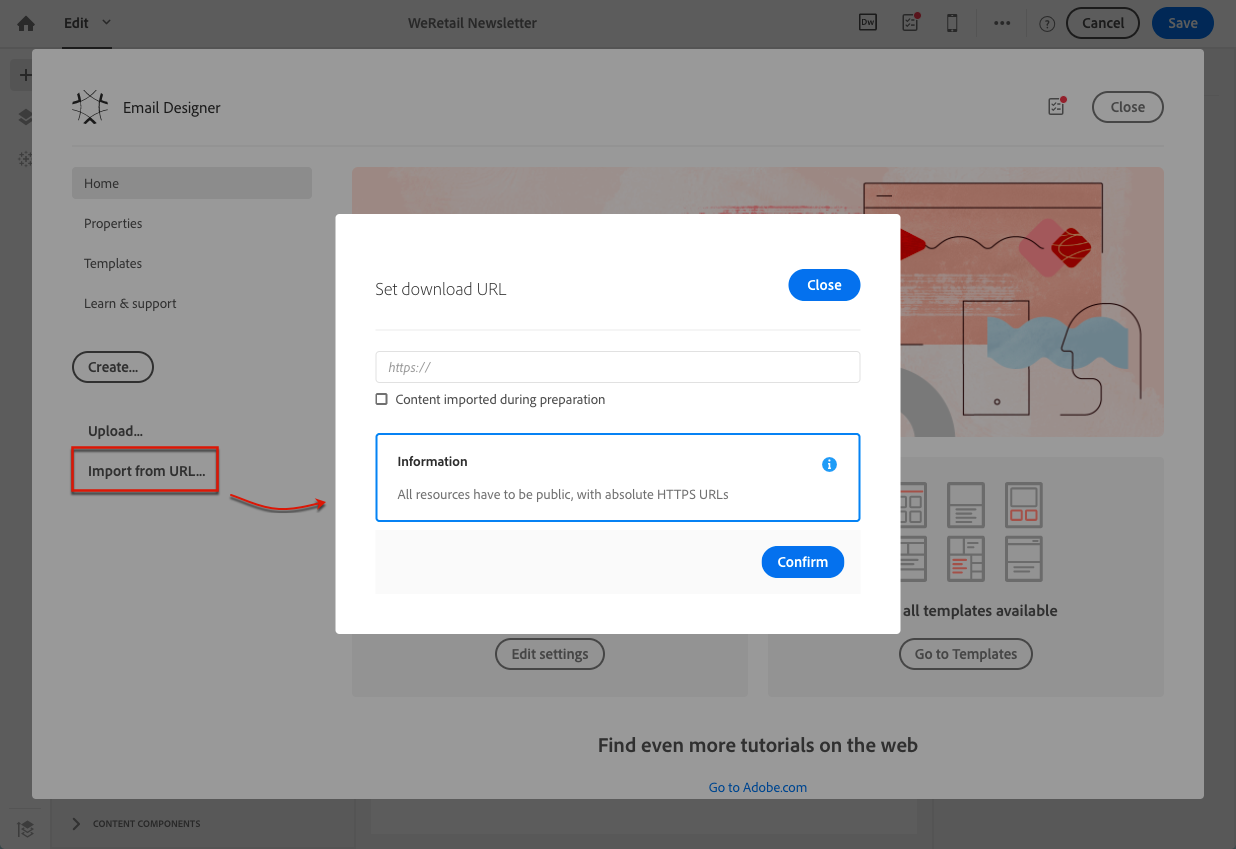 Edit
WeRetail Newsletter
Dw
Cancel
Save
Email Designer
Close
Home
Properties
Templates
Learn & support
Create...
Upload...
Import from URL...
Set download URL
Close
https://
Content imported during preparation
Information
All resources have to be public, with absolute HTTPS URLs
Confirm
all templates available
Edit settings
Go to Templates
Find even more tutorials on the web
Go to Adobe.com
CONTENT COMPONENTS